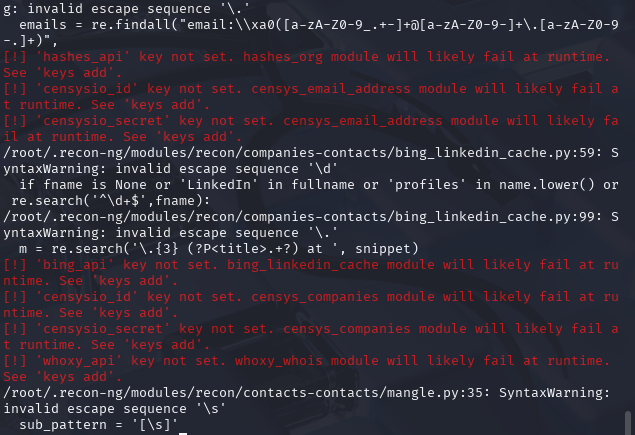 g: invalid escape sequence '\.'
  emails = re.findall("email:\\xa0([a-zA-Z0-9_.+-]+@[a-zA-Z0-9-]+\.[a-zA-Z0-9
-.]+)",
[!] 'hashes_api' key not set. hashes_org module will likely fail at runtime.
See 'keys add'.
[!] 'censysio_id' key not set. censys_email_address module will likely fail a
t runtime. See 'keys add'.
[!] 'censysio_secret' key not set. censys_email_address module will likely fa
il at runtime. See 'keys add'.
/root/.recon-ng/modules/recon/companies-contacts/bing_linkedin_cache.py:59: S
yntaxWarning: invalid escape sequence '\d'
  if fname is None or 'LinkedIn' in fullname or 'profiles' in name.lower() or
 re.search('^\d+$',fname):
/root/.recon-ng/modules/recon/companies-contacts/bing_linkedin_cache.py:99: S
yntaxWarning: invalid escape sequence '\.'
  m = re.search('\.{3} (?P<title>.+?) at ', snippet)
[!] 'bing_api' key not set. bing_linkedin_cache module will likely fail at ru
ntime. See 'keys add'.
[!] 'censysio_id' key not set. censys_companies module will likely fail at ru
ntime. See 'keys add'.
[!] 'censysio_secret' key not set. censys_companies module will likely fail a
t runtime. See 'keys add'.
[!] 'whoxy_api' key not set. whoxy_whois module will likely fail at runtime.
See 'keys add'.
/root/.recon-ng/modules/recon/contacts-contacts/mangle.py:35: SyntaxWarning:
invalid escape sequence '\s'
  sub_pattern = '[\s]'